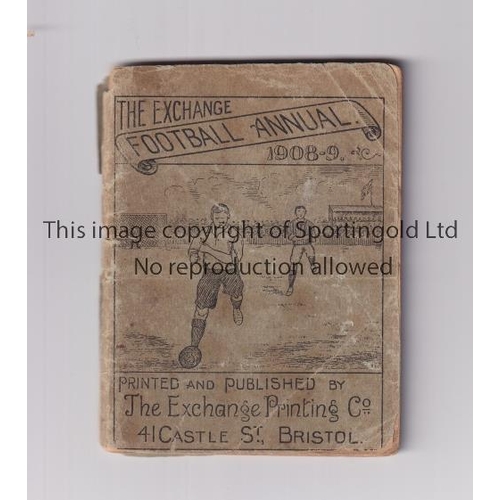 THE EXCHANGE
FOOTBALL ANNUAL.
1908-9.
This image copyright of Sportingold Ltd
No reproduction allowed
PRINTED AND PUBLISHED BY
The Exchange Printing Co
41 CASTLE ST, BRISTOL.